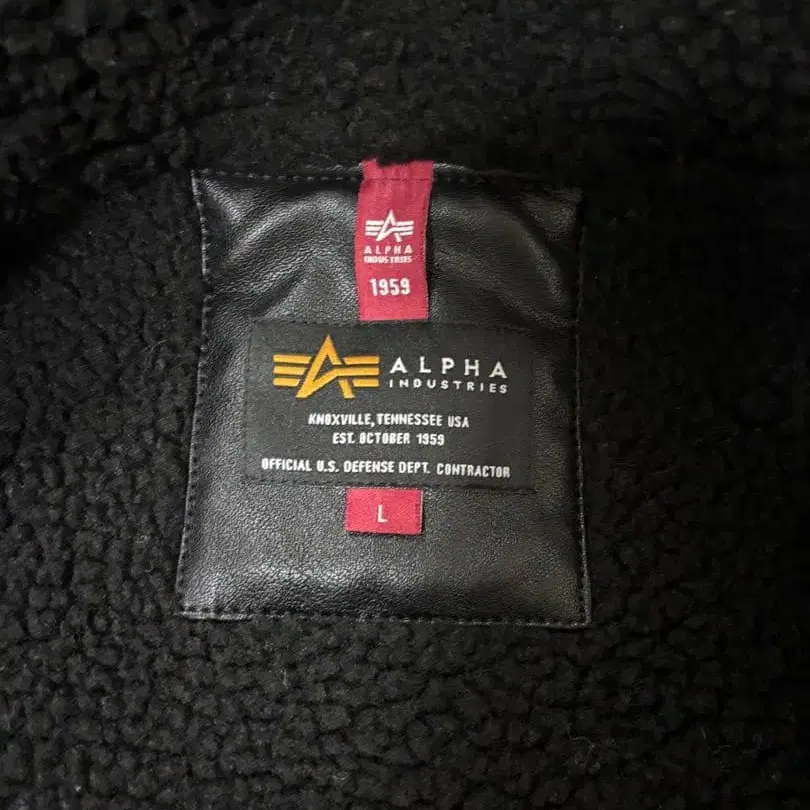 ALPHA
INDUSTRIES
1959
ALPHA
INDUSTRIES
KNOXVILLE, TENNESSEE USA
EST. OCTOBER 1959
OFFICIAL U.S. DEFENSE DEPT. CONTRACTOR
L